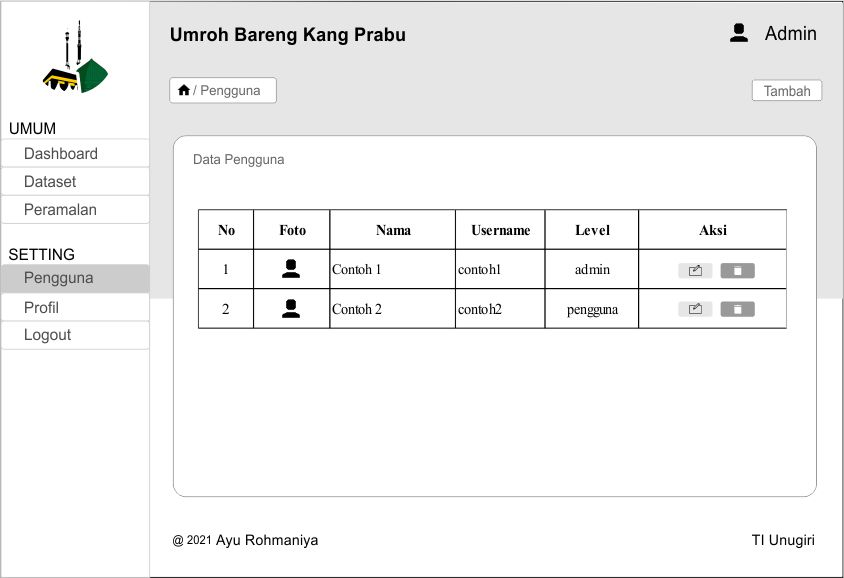 Umroh Bareng Kang Prabu
Admin
/ Pengguna
Tambah
UMUM
Dashboard
Dataset
Peramalan
SETTING
Pengguna
Profil
Logout
Data Pengguna
No Foto Nama Username Level Aksi
1 Contoh 1 contoh1 admin
2 Contoh 2 contoh2 pengguna
@ 2021 Ayu Rohmaniya
TI Unugiri